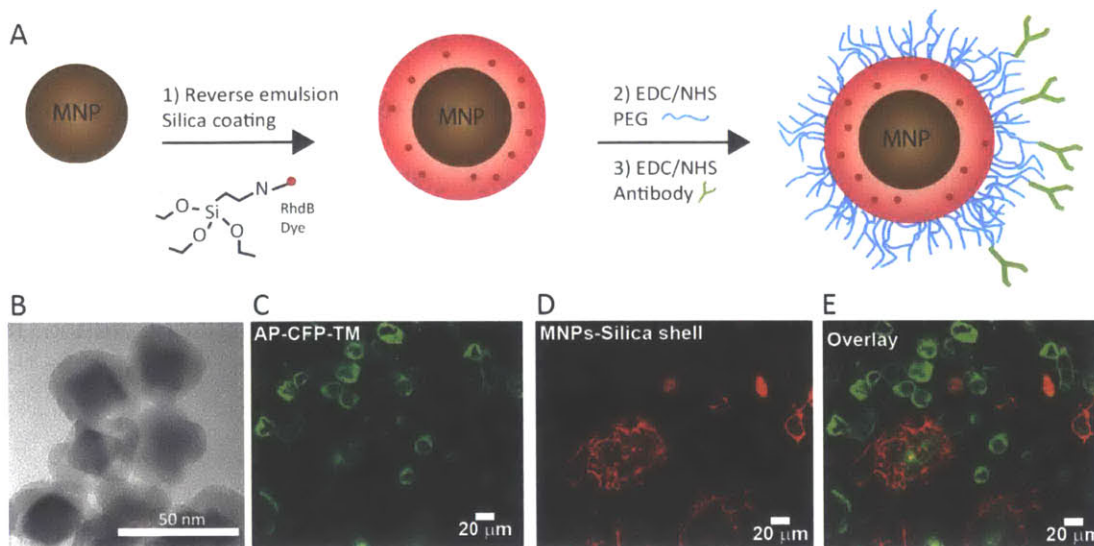 A
MNP
1) Reverse emulsion
Silica coating
O
Si
N
O
O
O
RhdB
Dye
MNP
2) EDC/NHS
PEG
3) EDC/NHS
Antibody
MNP
B
50 nm
C
AP-CFP-TM
20 µm
D
MNPs-Silica shell
20 µm
E
Overlay
20 µm